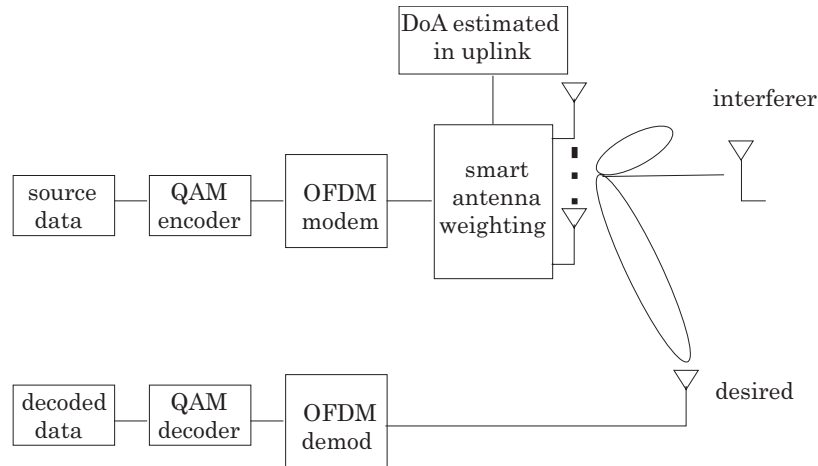 DoA estimated
in uplink
interferer
source
data
QAM
encoder
OFDM
modem
smart
antenna
weighting
decoded
data
QAM
decoder
OFDM
demod
desired